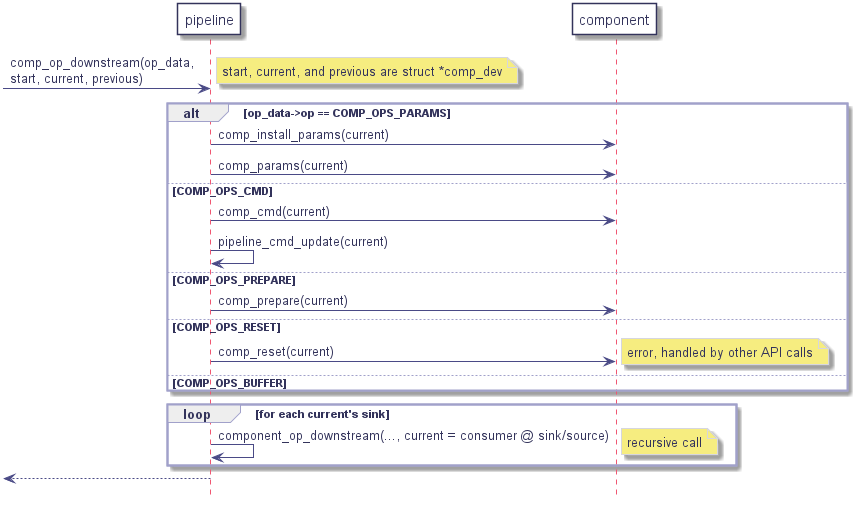 pipeline
component
comp_op_downstream(op_data,
start, current, previous)
start, current, and previous are struct *comp_dev
alt
[op_data->op == COMP_OPS_PARAMS]
comp_install_params(current)
comp_params(current)
[COMP_OPS_CMD]
comp_cmd(current)
pipeline_cmd_update(current)
[COMP_OPS_PREPARE]
comp_prepare(current)
[COMP_OPS_RESET]
comp_reset(current)
error, handled by other API calls
[COMP_OPS_BUFFER]
loop
[for each current's sink]
component_op_downstream(..., current = consumer @ sink/source)
recursive call